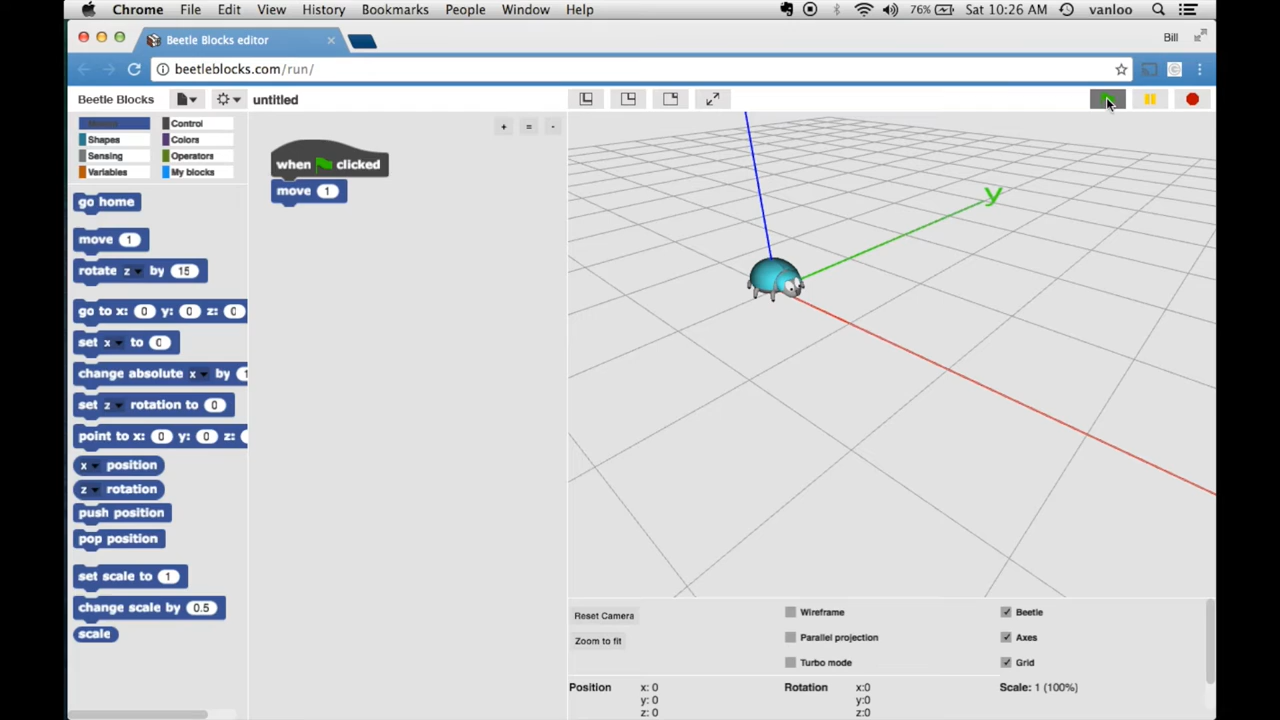 Chrome File Edit View History Bookmarks People Window Help 76% Sat 10:26 AM vanloo
Beetle Blocks editor Bill
beetleblocks.com/run/
Beetle Blocks untitled
Control
Shapes Colors
Sensing Operators
Variables My blocks
go home
move 1
rotate z by 15
go to x: 0 y: 0 z: 0
set x to 0
change absolute x by 1
set z rotation to 0
point to x: 0 y: 0 z:
x position
z rotation
push position
pop position
set scale to 1
change scale by 0.5
scale
+ = -
when clicked
move 1
y
Reset Camera Wireframe Beetle
Zoom to fit Parallel projection Axes
Turbo mode Grid
Position x: 0 Rotation x:0 Scale: 1 (100%)
y: 0 y:0
z: 0 z:0